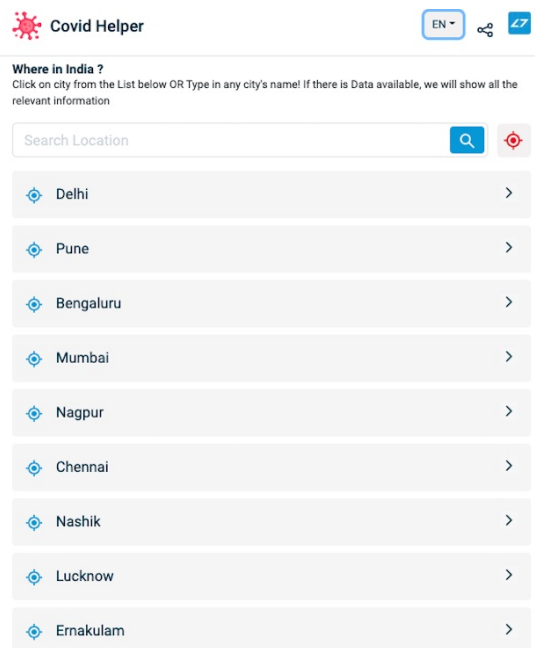 Covid Helper
EN
Where in India ?
Click on city from the List below OR Type in any city's name! If there is Data available, we will show all the
relevant information
Search Location
Delhi
Pune
Bengaluru
Mumbai
Nagpur
Chennai
Nashik
Lucknow
Ernakulam